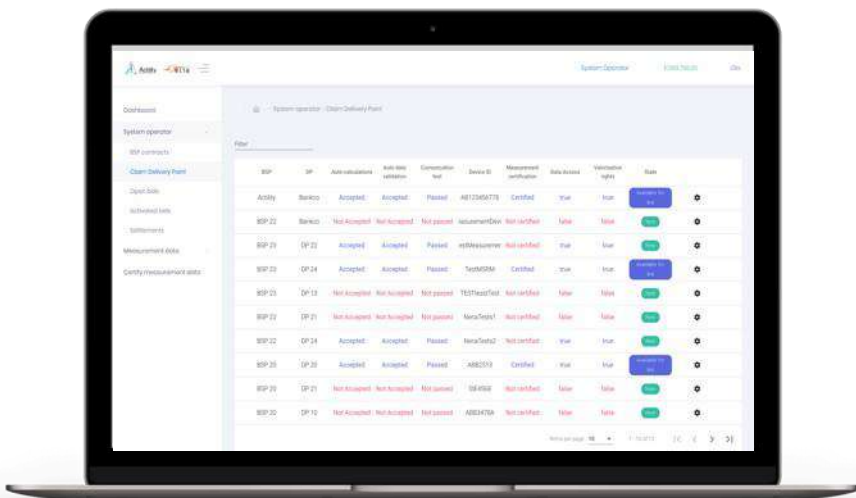 Actility Elia System Operator
Dashboard
System operator
BSP contracts
Claim Delivery Point
Open bids
Activated bids
Settlements
Measurement data
Certify measurement data
System operator Claim Delivery Point
Filter
BSP DP Auto calculations Auto data validation Communication test Device ID Measurement certification Data Access Valorisation rights State
Actility Bankco Accepted Accepted Passed Certified true true Available for bid
BSP 22 Bankco Not Accepted Not Accepted Not passed Not certified false false
BSP 23 DP 22 Accepted Accepted Passed Not certified true true
BSP 23 DP 24 Accepted Accepted Passed TestMSRM Certified true true Available for bid
BSP 23 DP 13 Not Accepted Not Accepted Not passed Not certified false false
BSP 22 DP 21 Not Accepted Not Accepted Not passed NenaTests1 Not certified false false
BSP 22 DP 24 Accepted Accepted Passed NenaTests2 Not certified true true
BSP 20 DP 20 Accepted Accepted Passed Certified true true Available for bid
BSP 20 DP 21 Not Accepted Not Accepted Not passed Not certified false false
BSP 20 DP 12 Not Accepted Not Accepted Not passed Not certified false false
Items per page 10